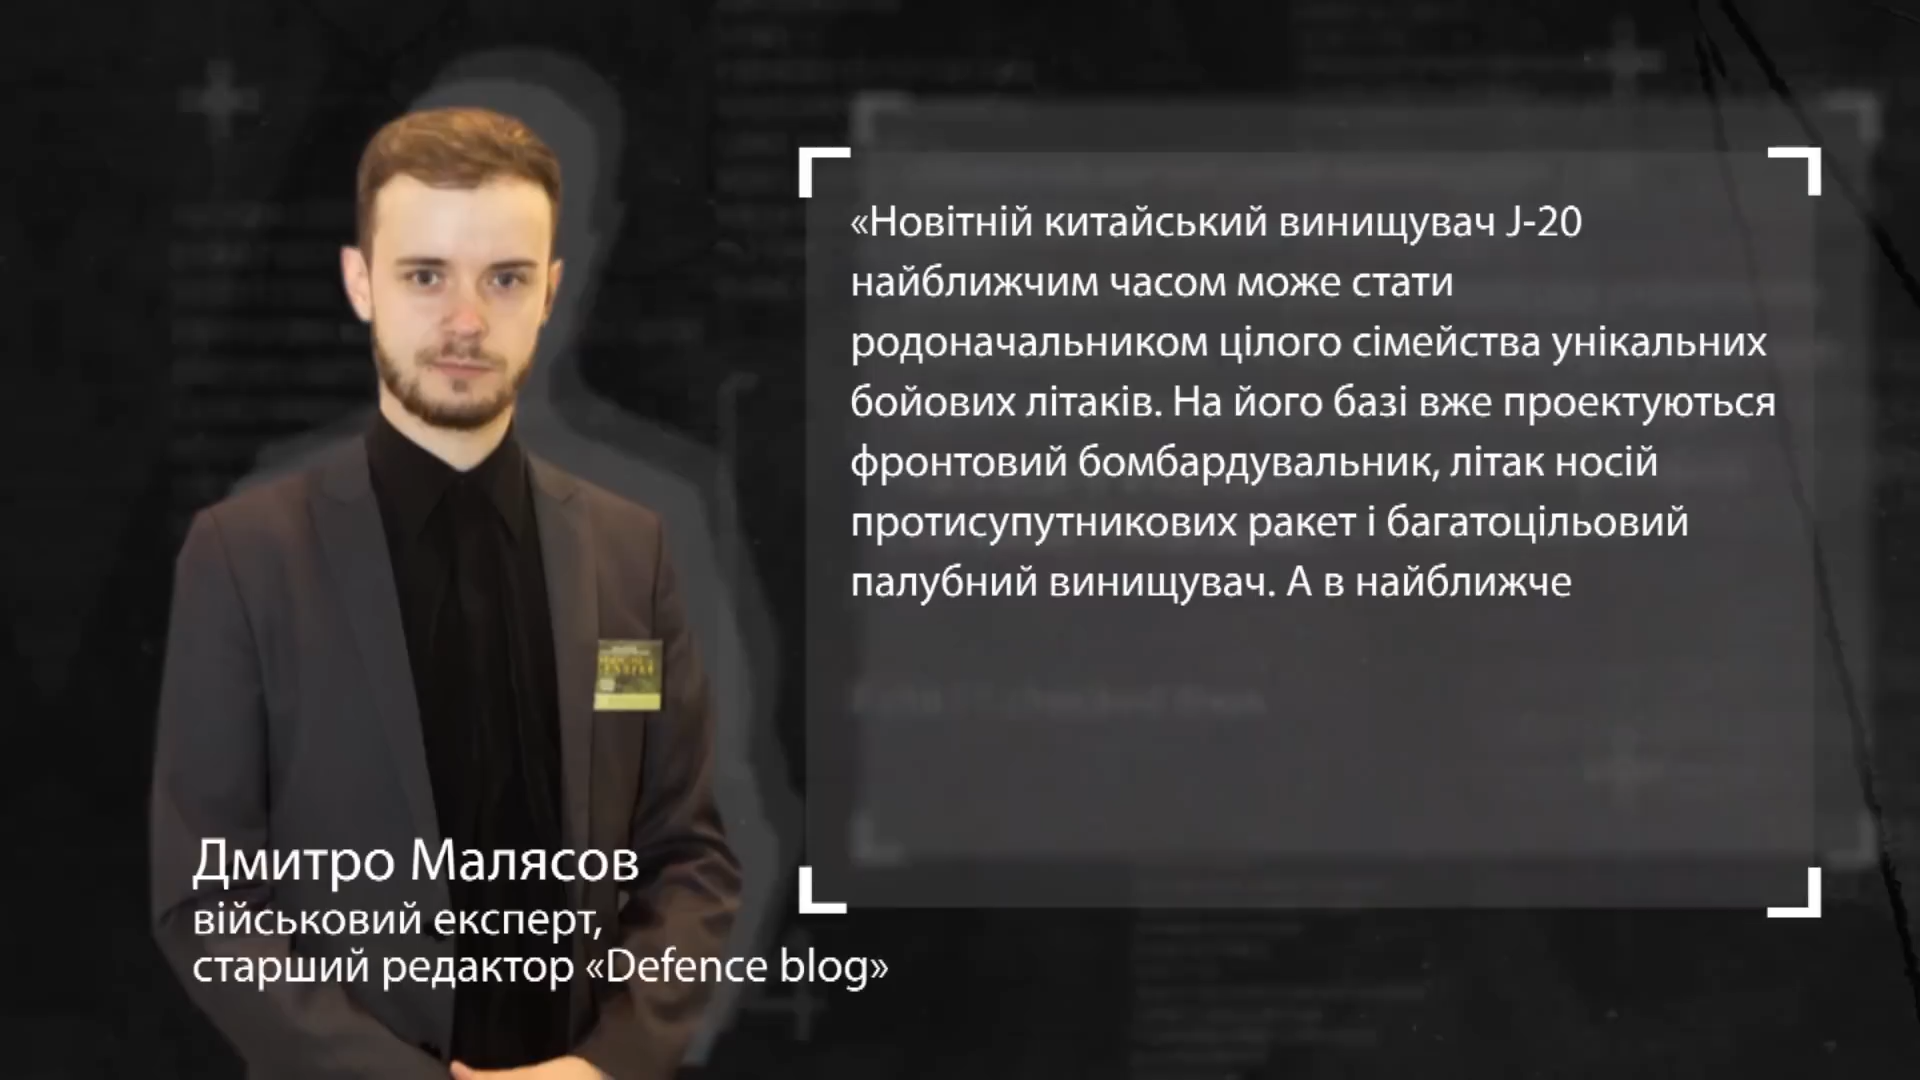 «Новітній китайський винищувач J-20
найближчим часом може стати
родоначальником цілого сімейства унікальних
бойових літаків. На його базі вже проектуються
фронтовий бомбардувальник, літак носій
протисупутникових ракет і багатоцільовий
палубний винищувач. А в найближче
Дмитро Малясов
військовий експерт,
старший редактор «Defence blog»